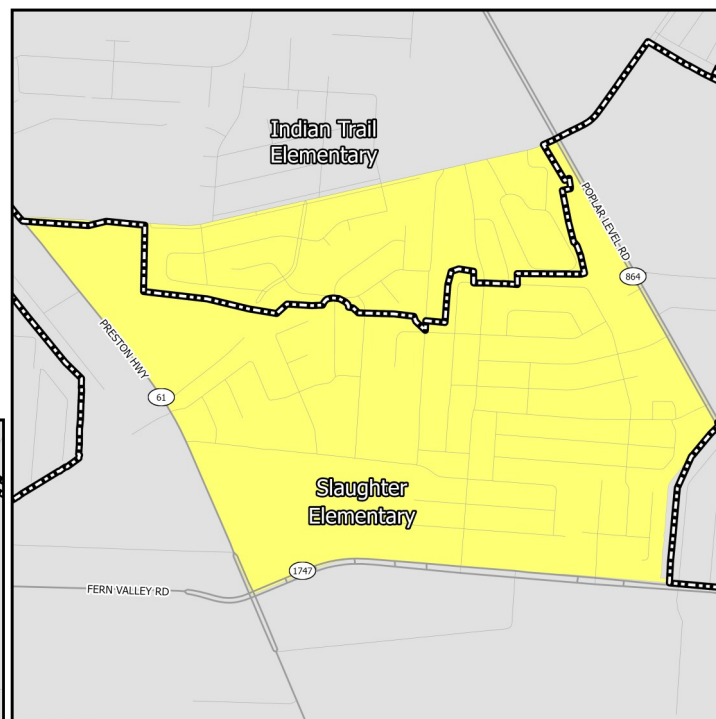 Indian Trail
Elementary
POPLAR LEVEL RD
864
PRESTON HWY
61
Slaughter
Elementary
1747
FERN VALLEY RD